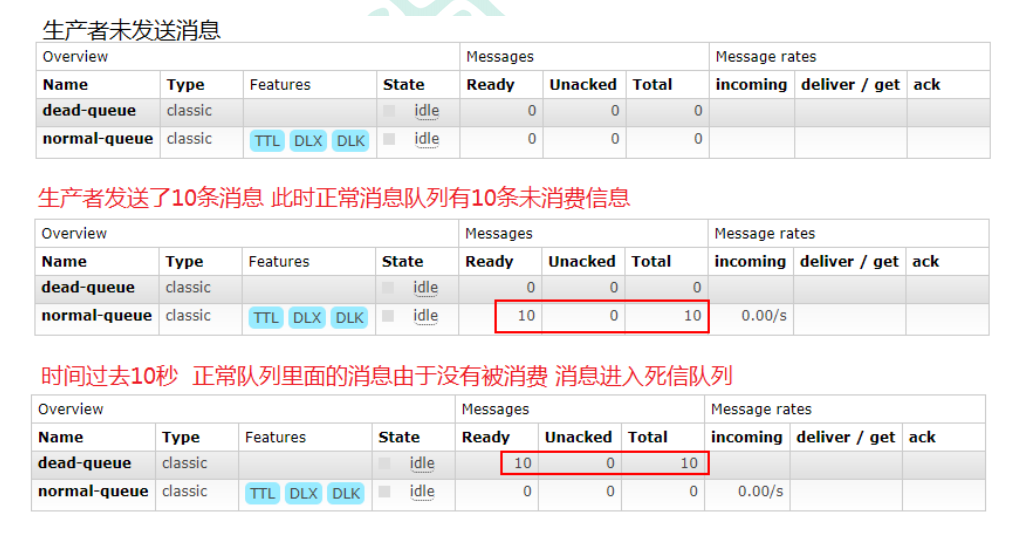 生产者未发送消息
Overview Messages Message rates
Name Type Features State Ready Unacked Total incoming deliver / get ack
dead-queue classic idle 0 0 0
normal-queue classic TTL DLX DLK idle 0 0 0
生产者发送了10条消息 此时正常消息队列有10条未消费信息
Overview Messages Message rates
Name Type Features State Ready Unacked Total incoming deliver / get ack
dead-queue classic idle 0 0 0
normal-queue classic TTL DLX DLK idle 10 0 10 0.00/s
时间过去10秒 正常队列里面的消息由于没有被消费 消息进入死信队列
Overview Messages Message rates
Name Type Features State Ready Unacked Total incoming deliver / get ack
dead-queue classic idle 10 0 10
normal-queue classic TTL DLX DLK idle 0 0 0 0.00/s